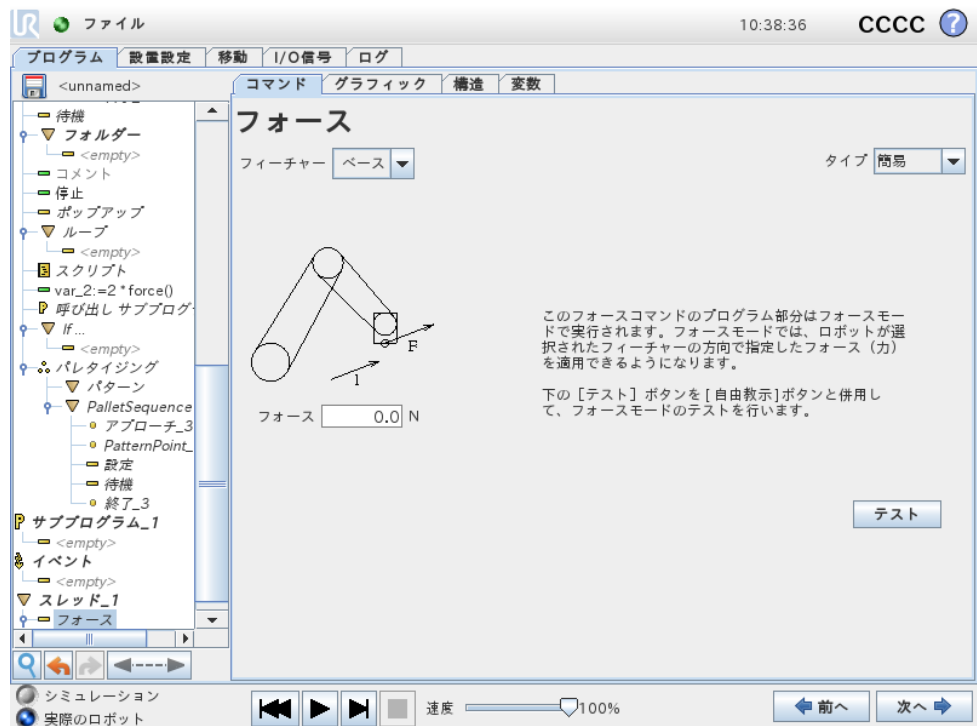 UR ファイル 10:38:36 CCCC ?
プログラム 設置設定 移動 I/O信号 ログ
<unnamed>
コマンド グラフィック 構造 変数
待機
フォルダー
<empty>
コメント
停止
ポップアップ
ループ
<empty>
スクリプト
var_2:=2 * force()
P 呼び出し サブプログ
If ...
<empty>
パレタイジング
パターン
PalletSequence
アプローチ_3
PatternPoint_
設定
待機
終了_3
P サブプログラム_1
<empty>
イベント
<empty>
スレッド_1
フォース
フォース
フィーチャー ベース
タイプ 簡易
F
1
フォース 0.0 N
このフォースコマンドのプログラム部分はフォースモー
ドで実行されます。フォースモードでは、ロボットが選
択されたフィーチャーの方向で指定したフォース（力）
を適用できるようになります。
下の［テスト］ボタンを [ 自由教示]ボタンと併用し
て、フォースモードのテストを行います。
テスト
シミュレーション
実際のロボット
速度 100%
前へ 次へ